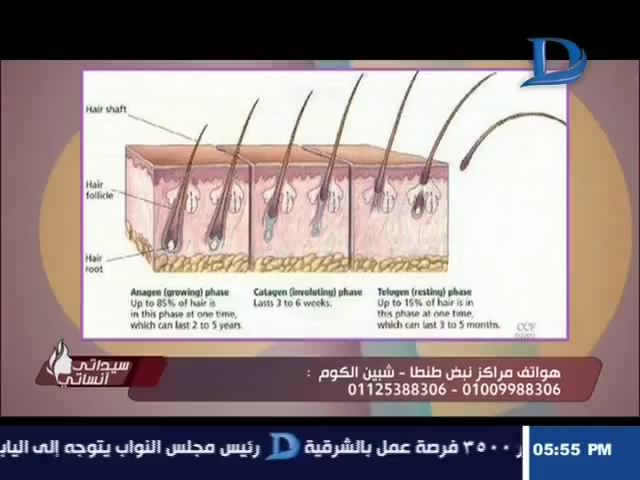 Hair shaft
Hair
follicle
Hair
root
Anagen (growing) phase
Up to 85% of hair is
in this phase at one time,
which can last 2 to 5 years.
Catagen (involuting) phase
Lasts 3 to 6 weeks.
Telogen (resting) phase
Up to 15% of hair is in
this phase at one time,
which can last 3 to 5 months.
CCF
سيداتى
آنساتي
هواتف مراكز نبض طنطا - شبين الكوم :
01125388306 - 01009988306
ر ٣٥٠٠ فرصة عمل بالشرقية
رئيس مجلس النواب يتوجه إلى الياب
05:55 PM